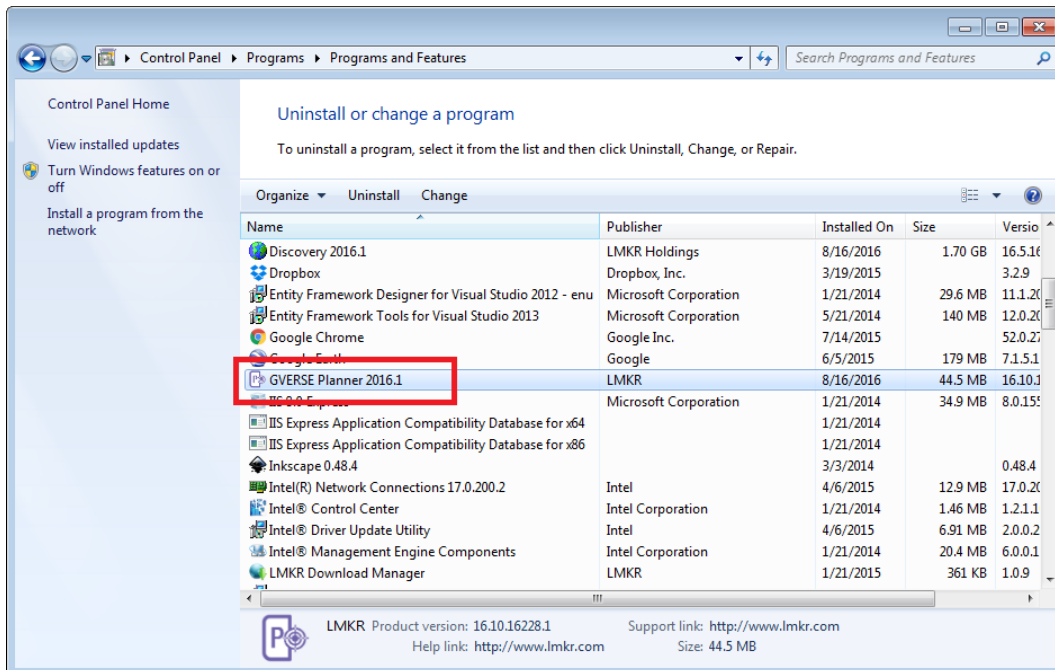 Control Panel Programs Programs and Features Search Programs and Features
Control Panel Home
View installed updates
Turn Windows features on or
off
Install a program from the
network
Uninstall or change a program
To uninstall a program, select it from the list and then click Uninstall, Change, or Repair.
Organize Uninstall Change
Name Publisher Installed On Size Versio
Discovery 2016.1 LMKR Holdings 8/16/2016 1.70 GB 16.5.16
Dropbox Dropbox, Inc. 3/19/2015 3.2.9
Entity Framework Designer for Visual Studio 2012 - enu Microsoft Corporation 1/21/2014 29.6 MB 11.1.20
Entity Framework Tools for Visual Studio 2013 Microsoft Corporation 5/21/2014 140 MB 12.0.20
Google Chrome Google Inc. 7/14/2015 52.0.27
Google Earth Google 6/5/2015 179 MB 7.1.5.1
GVERSE Planner 2016.1 LMKR 8/16/2016 44.5 MB 16.10.1
IIS 8.0 Express Microsoft Corporation 1/21/2014 34.9 MB 8.0.155
IIS Express Application Compatibility Database for x64 1/21/2014
IIS Express Application Compatibility Database for x86 1/21/2014
Inkscape 0.48.4 3/3/2014 0.48.4
Intel(R) Network Connections 17.0.200.2 Intel 4/6/2015 12.9 MB 17.0.20
Intel® Control Center Intel Corporation 1/21/2014 1.46 MB 1.2.1.1
Intel® Driver Update Utility Intel 4/6/2015 6.91 MB 2.0.0.2
Intel® Management Engine Components Intel Corporation 1/21/2014 20.4 MB 6.0.0.1
LMKR Download Manager LMKR 1/21/2015 361 KB 1.0.9
LMKR Product version: 16.10.16228.1 Support link: http://www.lmkr.com
Help link: http://www.lmkr.com Size: 44.5 MB